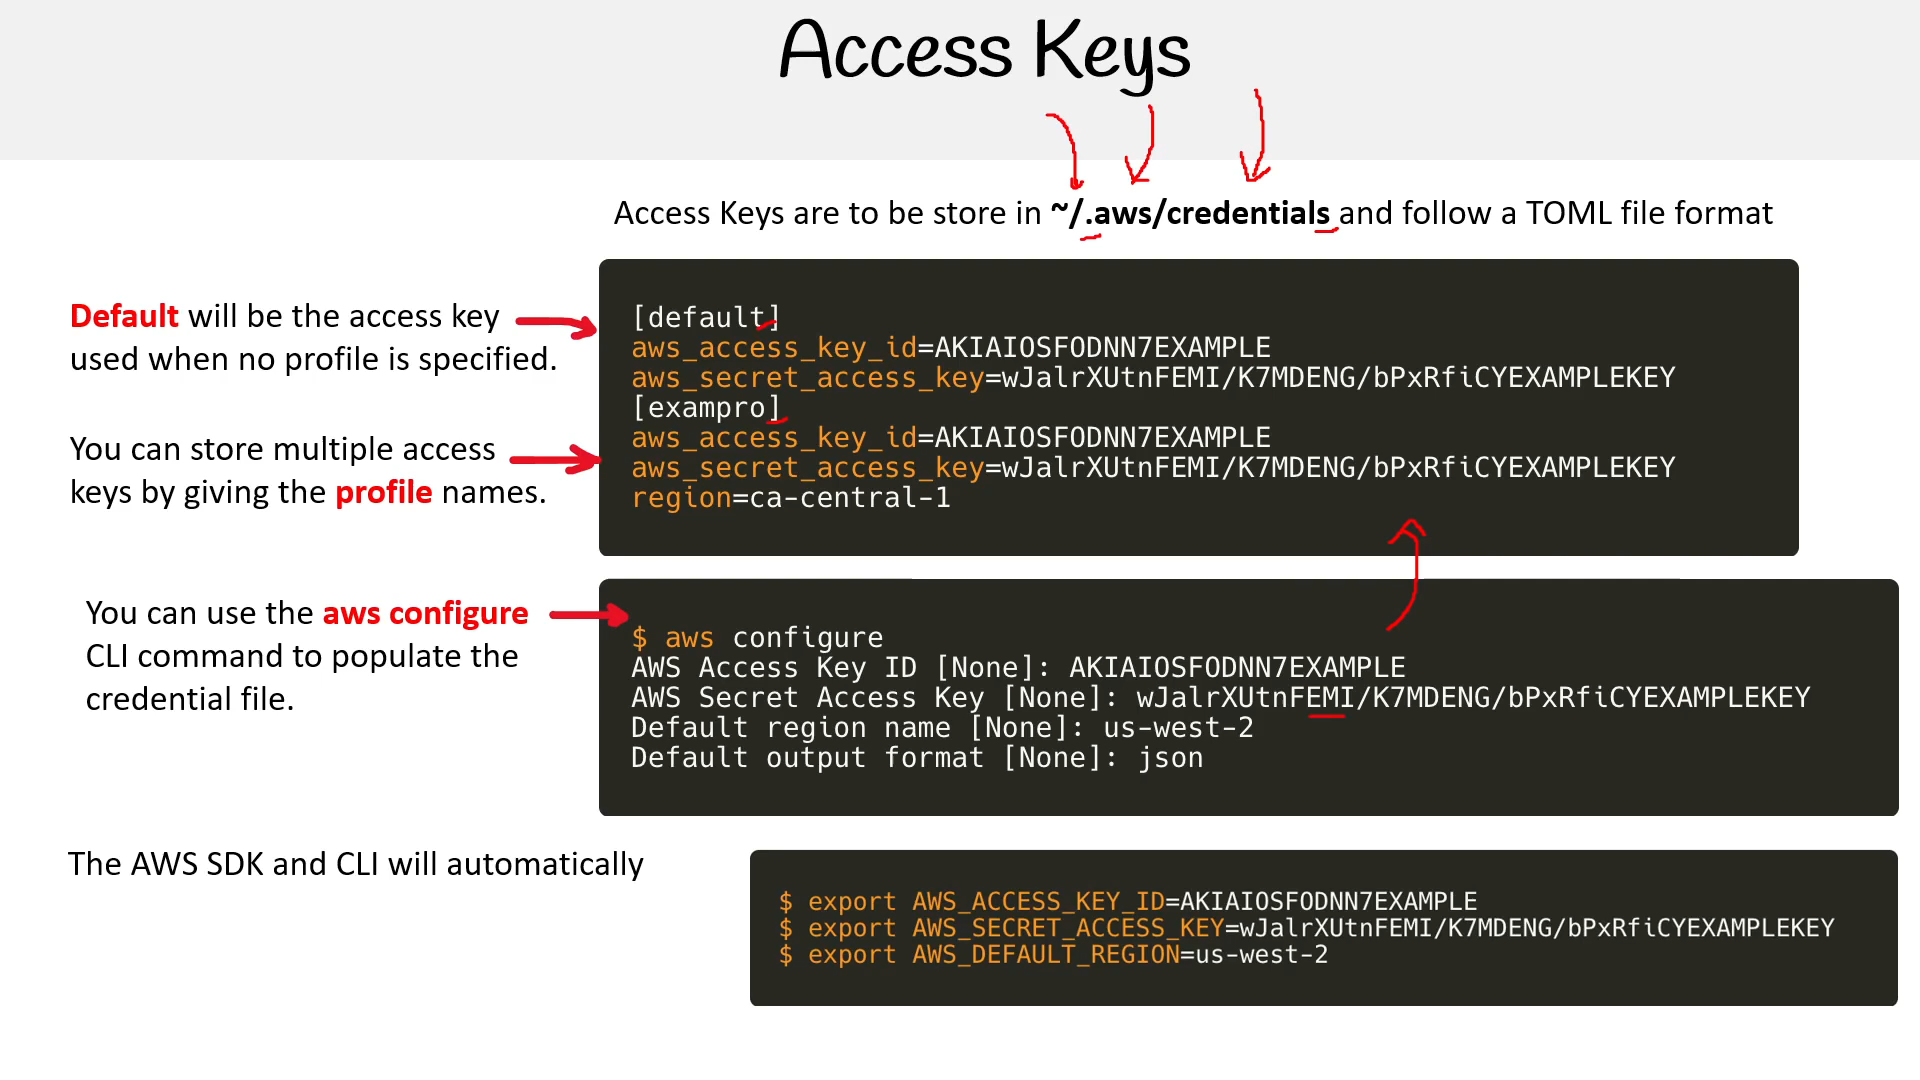 Access Keys
Access Keys are to be store in ~/.aws/credentials and follow a TOML file format
Default will be the access key
used when no profile is specified.
[default]
aws_access_key_id=AKIAIOSFODNN7EXAMPLE
aws_secret_access_key=wJalrXUtnFEMI/K7MDENG/bPxRfiCYEXAMPLEKEY
[exampro]
aws_access_key_id=AKIAIOSFODNN7EXAMPLE
aws_secret_access_key=wJalrXUtnFEMI/K7MDENG/bPxRfiCYEXAMPLEKEY
region=ca-central-1
You can store multiple access
keys by giving the profile names.
You can use the aws configure
CLI command to populate the
credential file.
$ aws configure
AWS Access Key ID [None]: AKIAIOSFODNN7EXAMPLE
AWS Secret Access Key [None]: wJalrXUtnFEMI/K7MDENG/bPxRfiCYEXAMPLEKEY
Default region name [None]: us-west-2
Default output format [None]: json
The AWS SDK and CLI will automatically
$ export AWS_ACCESS_KEY_ID=AKIAIOSFODNN7EXAMPLE
$ export AWS_SECRET_ACCESS_KEY=wJalrXUtnFEMI/K7MDENG/bPxRfiCYEXAMPLEKEY
$ export AWS_DEFAULT_REGION=us-west-2